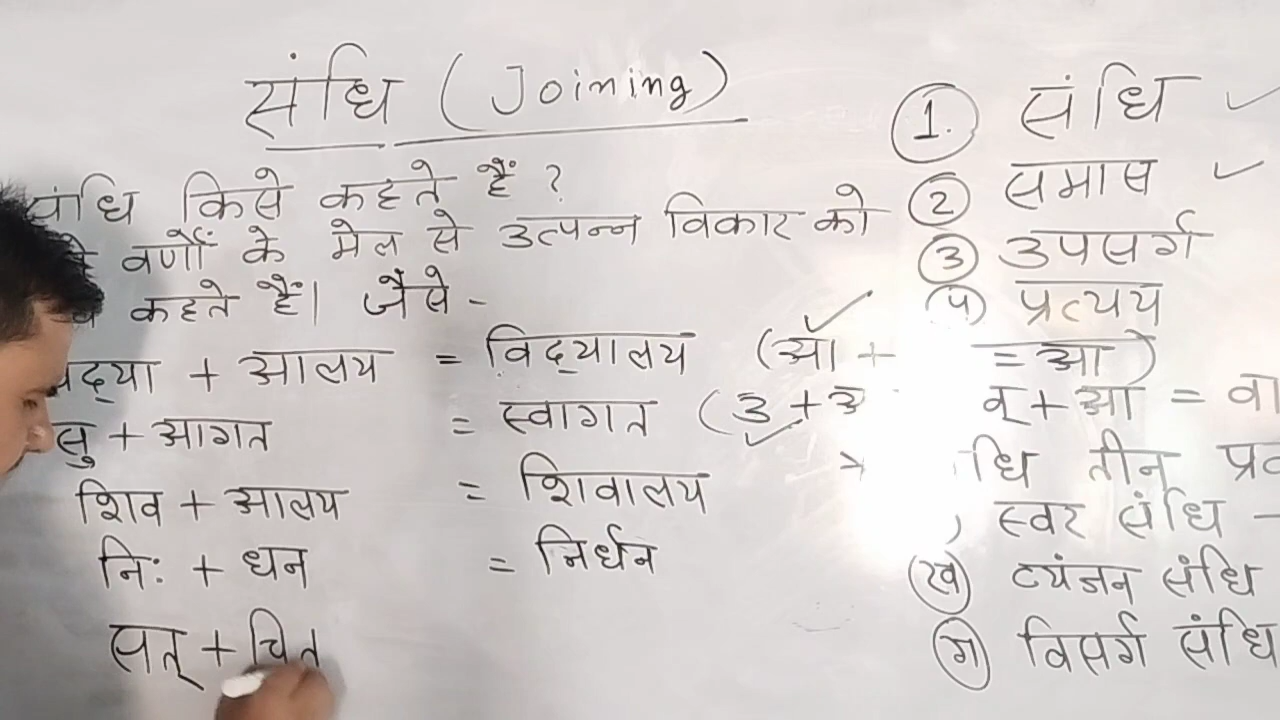 संधि (Joining)
संधि किसे कहते हैं ?
वर्णों के मेल से उत्पन्न विकार को
कहते हैं। जैसे -
विद्या + आलय = विद्यालय (आ + = आ)
सु + आगत = स्वागत (उ + व् + आ = वा
शिव + आलय = शिवालय
निः + धन = निर्धन
सत् + चित
1. संधि
2 समास
3 उपसर्ग
4 प्रत्यय
धि तीन
स्वर संधि -
(ख) व्यंजन संधि
(ग) विसर्ग संधि